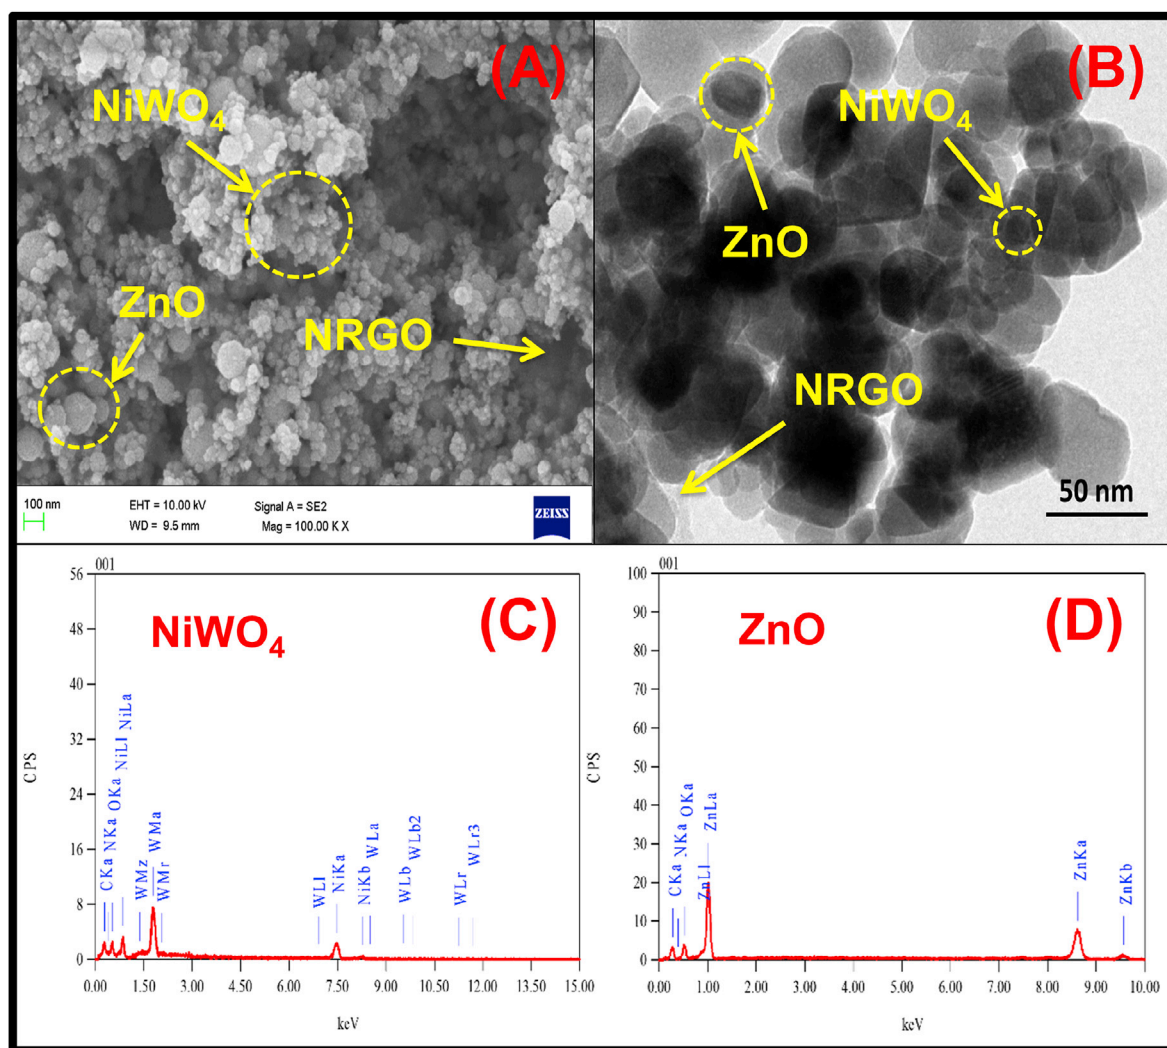 (A)
NiWO4
ZnO
NRGO
100 nm
EHT = 10.00 kV
Signal A = SE2
WD = 9.5 mm
Mag = 100.00 K X
ZEISS
(B)
NiWO4
ZnO
NRGO
50 nm
001
(C)
NiWO4
CPS
56
48
40
32
24
16
8
0
CKa
NKa
OKa
NiLl
NiLa
WMz
WMa
WMr
WLl
NiKa
NiKb
WLa
WLb
WLb2
WLr
WLr3
0.00 1.50 3.00 4.50 6.00 7.50 9.00 10.50 12.00 13.50 15.00
keV
001
(D)
ZnO
CPS
100
90
80
70
60
50
40
30
20
10
0
CKa
NKa
OKa
ZnLl
ZnLa
ZnKa
ZnKb
0.00 1.00 2.00 3.00 4.00 5.00 6.00 7.00 8.00 9.00 10.00
keV